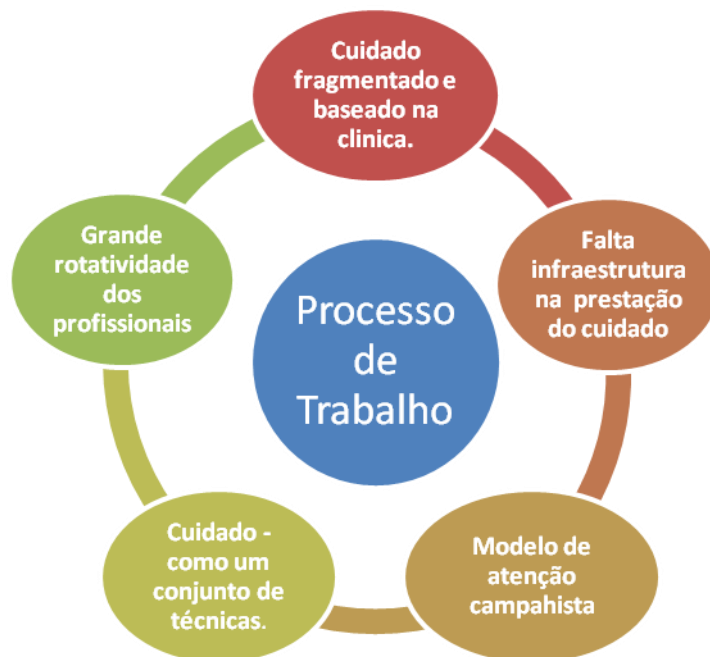 Cuidado
fragmentado e
baseado na
clinica.
Falta
infraestrutura
na prestação
do cuidado
Modelo de
atenção
campahista
Cuidado -
como um
conjunto de
técnicas.
Grande
rotatividade
dos
profissionais
Processo
de
Trabalho